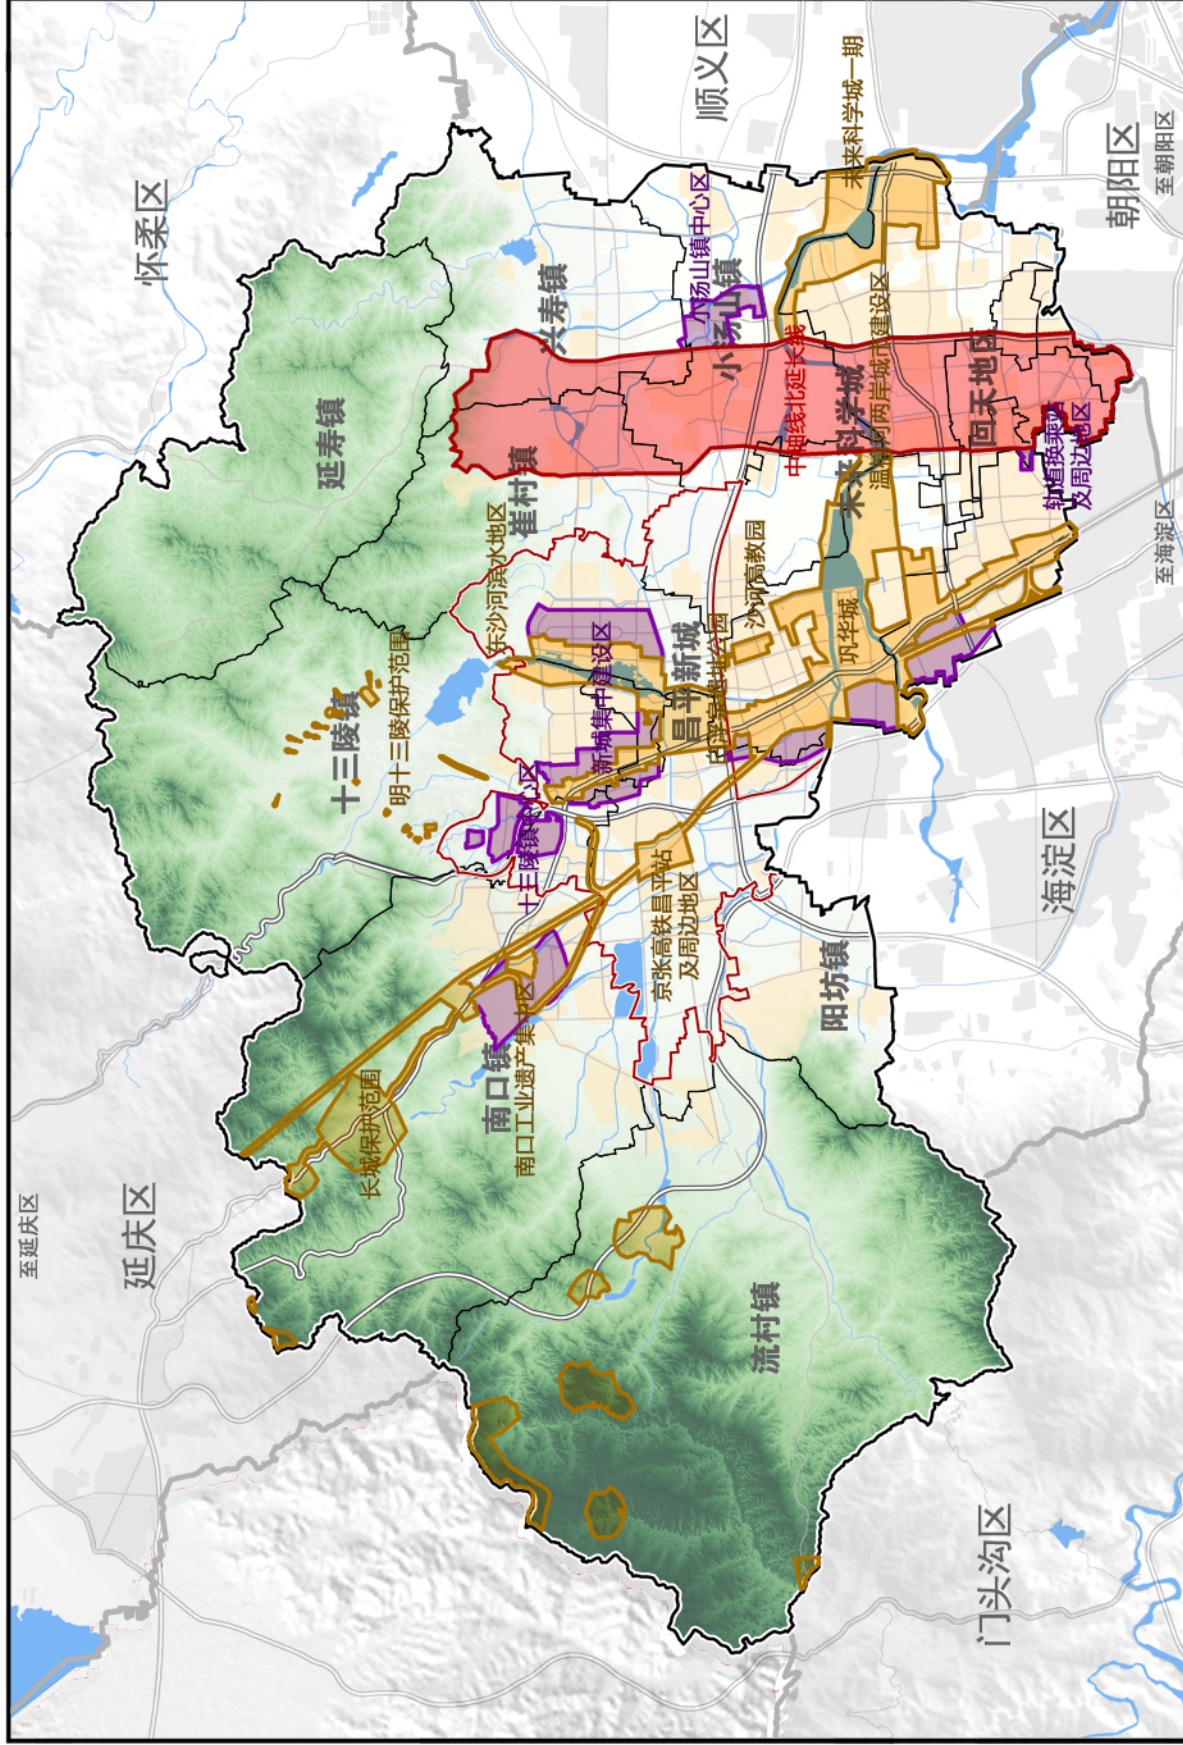 至延庆区
延庆区
怀柔区
顺义区
朝阳区
至朝阳区
海淀区
至海淀区
门头沟区
延寿镇
十三陵镇
明十三陵保护范围
长城保护范围
兴寿镇
崔村镇
东沙河滨水地区
十三陵镇中心区
南口镇
南口工业遗产集中区
新城集中建设区
昌平新城
京张高铁昌平站
及周边地区
小汤山镇中心区
小汤山镇
沙河高教园
中轴线北延长线
未来科学城一期
未来科学城
温榆河两岸城市建设区
巩华城
回天地区
轨道换乘站
及周边地区
阳坊镇
流村镇